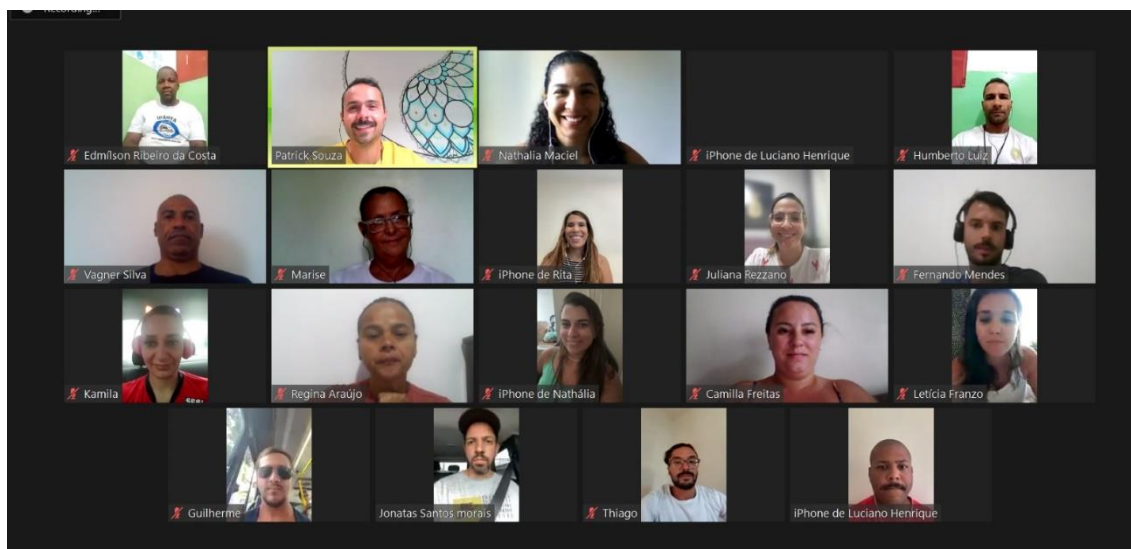 Recording...
Edmílson Ribeiro da Costa
Patrick Souza
Nathalia Maciel
iPhone de Luciano Henrique
Humberto Luiz
Vagner Silva
Marise
iPhone de Rita
Juliana Rezzano
Fernando Mendes
Kamila
Regina Araújo
iPhone de Nathália
Camilla Freitas
Letícia Franzo
Guilherme
Jonatas Santos morais
Thiago
iPhone de Luciano Henrique